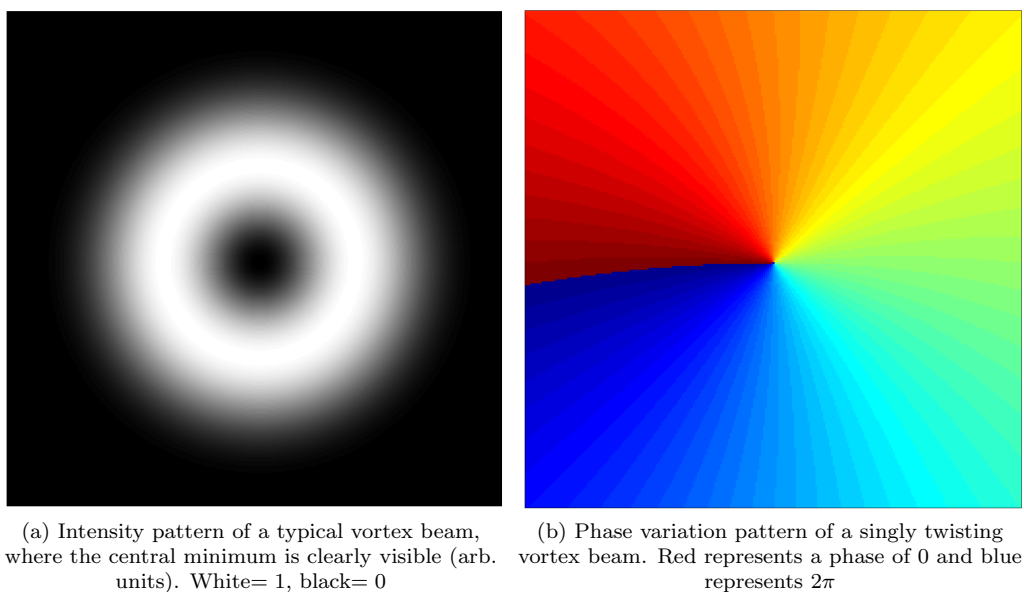 (a) Intensity pattern of a typical vortex beam,
where the central minimum is clearly visible (arb.
units). White= 1, black= 0
(b) Phase variation pattern of a singly twisting
vortex beam. Red represents a phase of 0 and blue
represents 2π